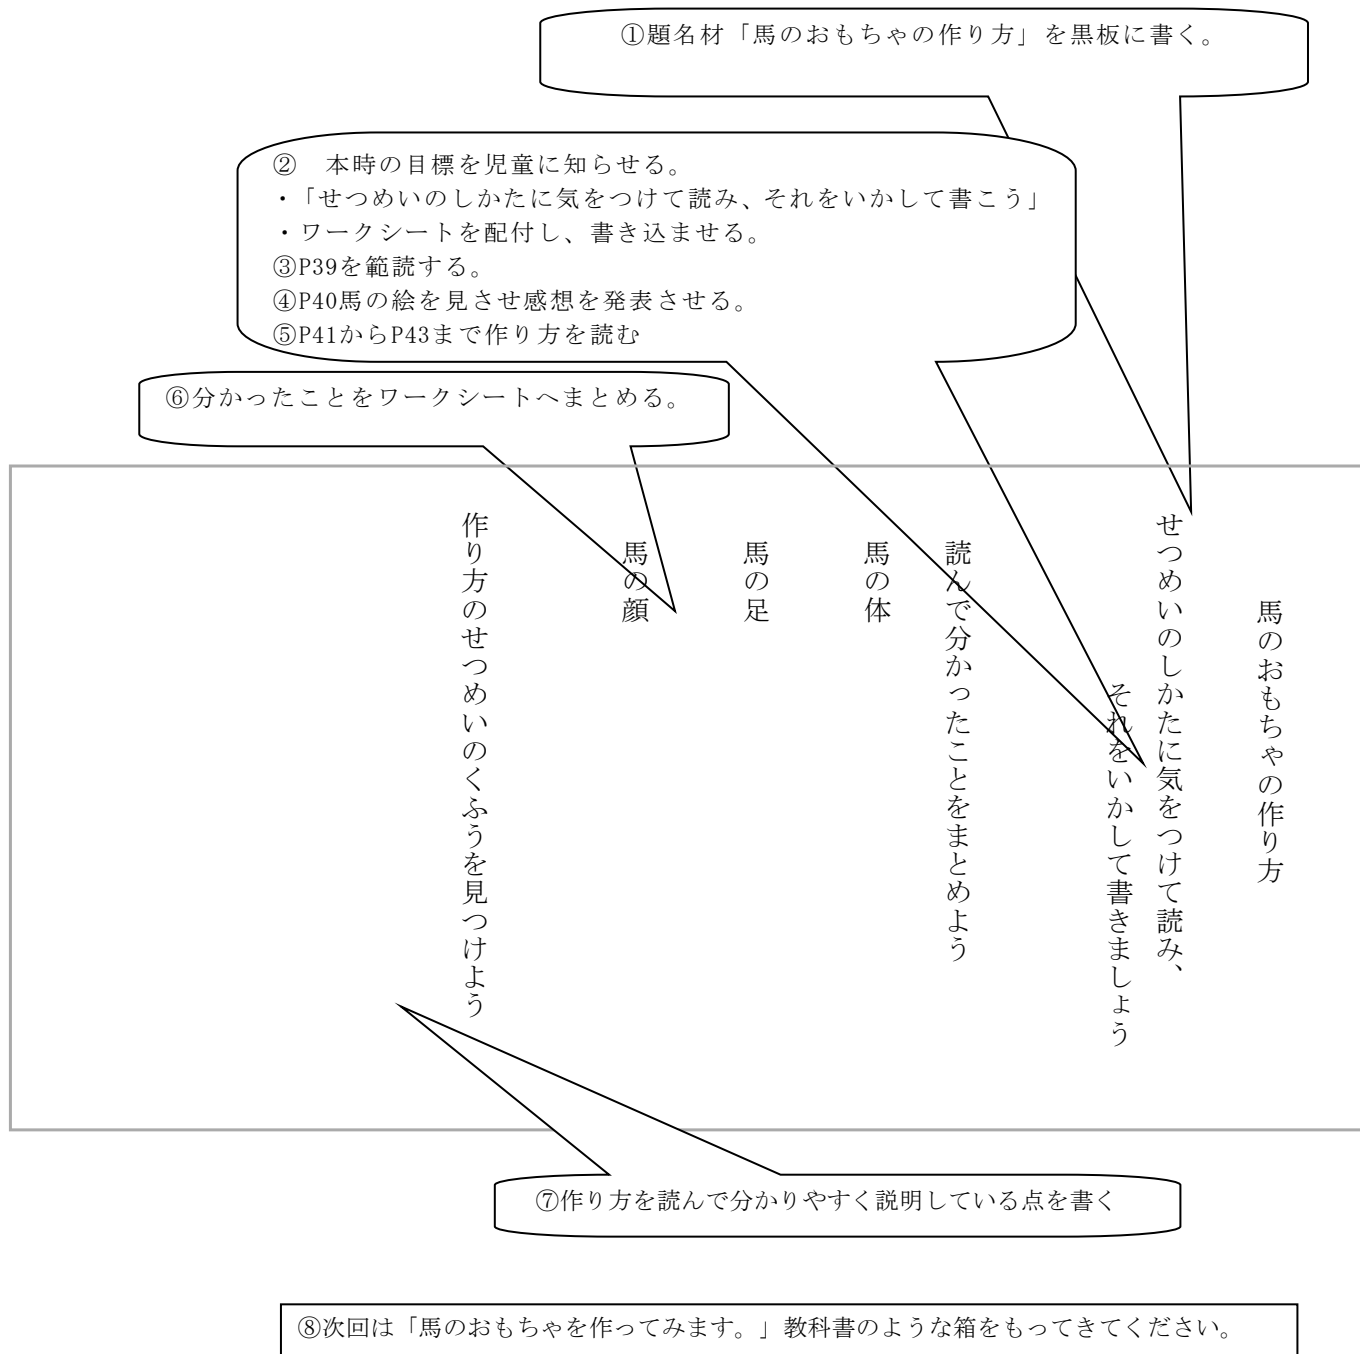 ①題名材「馬のおもちゃの作り方」を黒板に書く。
②　本時の目標を児童に知らせる。
・「せつめいのしかたに気をつけて読み、それをいかして書こう」
・ワークシートを配付し、書き込ませる。
③P39を範読する。
④P40馬の絵を見させ感想を発表させる。
⑤P41からP43まで作り方を読む
⑥分かったことをワークシートへまとめる。
馬のおもちゃの作り方
せつめいのしかたに気をつけて読み、
それをいかして書きましょう
読んで分かったことをまとめよう
馬の体
馬の足
馬の顔
作り方のせつめいのくふうを見つけよう
⑦作り方を読んで分かりやすく説明している点を書く
⑧次回は「馬のおもちゃを作ってみます。」教科書のような箱をもってきてください。